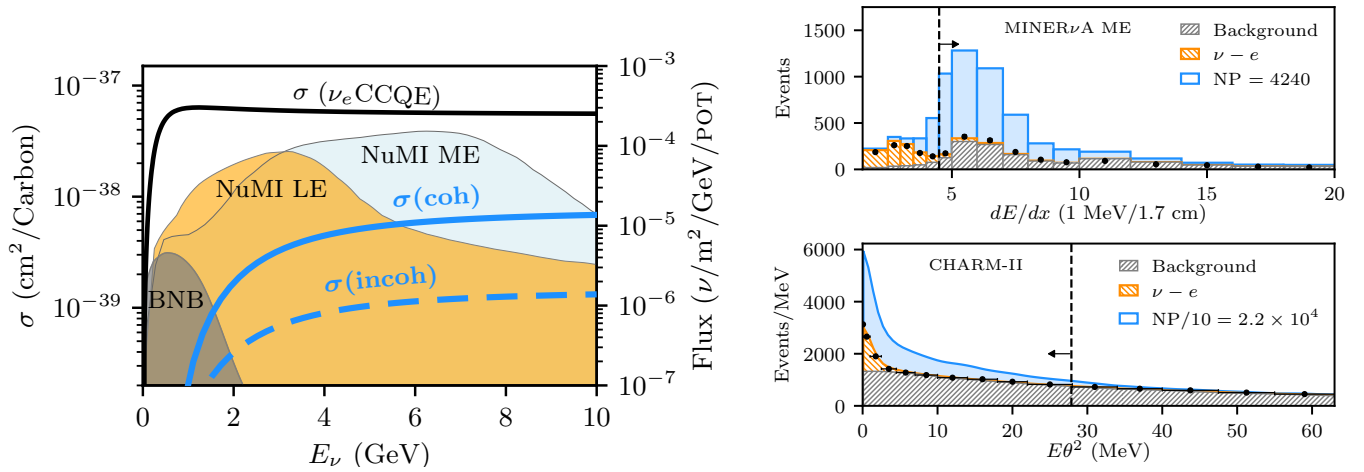 σ (cm²/Carbon)
10⁻³⁷
10⁻³⁸
10⁻³⁹
σ (νₑCCQE)
NuMI ME
NuMI LE
σ(coh)
σ(incoh)
BNB
0 2 4 6 8 10
E_ν (GeV)
10⁻³
10⁻⁴
10⁻⁵
10⁻⁶
10⁻⁷
Flux (ν/m²/GeV/POT)
Events
1500
1000
500
0
MINERνA ME
Background
ν − e
NP = 4240
5 10 15 20
dE/dx (1 MeV/1.7 cm)
Events/MeV
6000
4000
2000
0
CHARM-II
Background
ν − e
NP/10 = 2.2 × 10⁴
0 10 20 30 40 50 60
Eθ² (MeV)